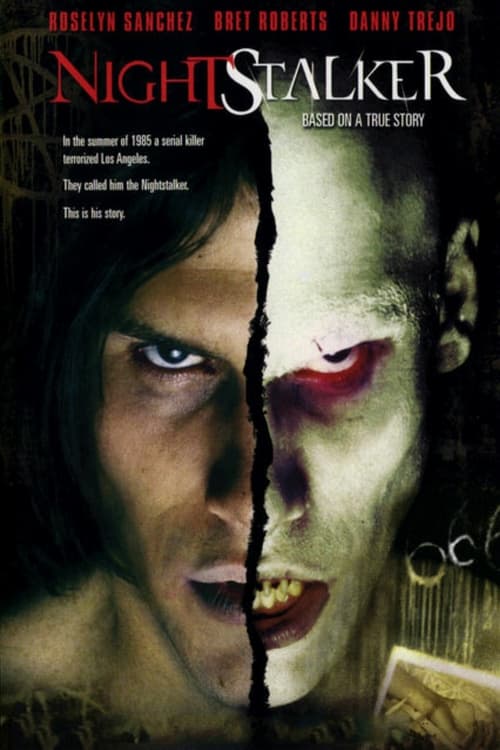 ROSELYN SANCHEZ BRET ROBERTS DANNY TREJO
NIGHTSTALKER
BASED ON A TRUE STORY
In the summer of 1985 a serial killer
terrorized Los Angeles.
They called him the Nightstalker.
This is his story.